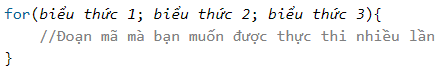 for(biểu thức 1; biểu thức 2; biểu thức 3){
//Đoạn mã mà bạn muốn được thực thi nhiều lần
}